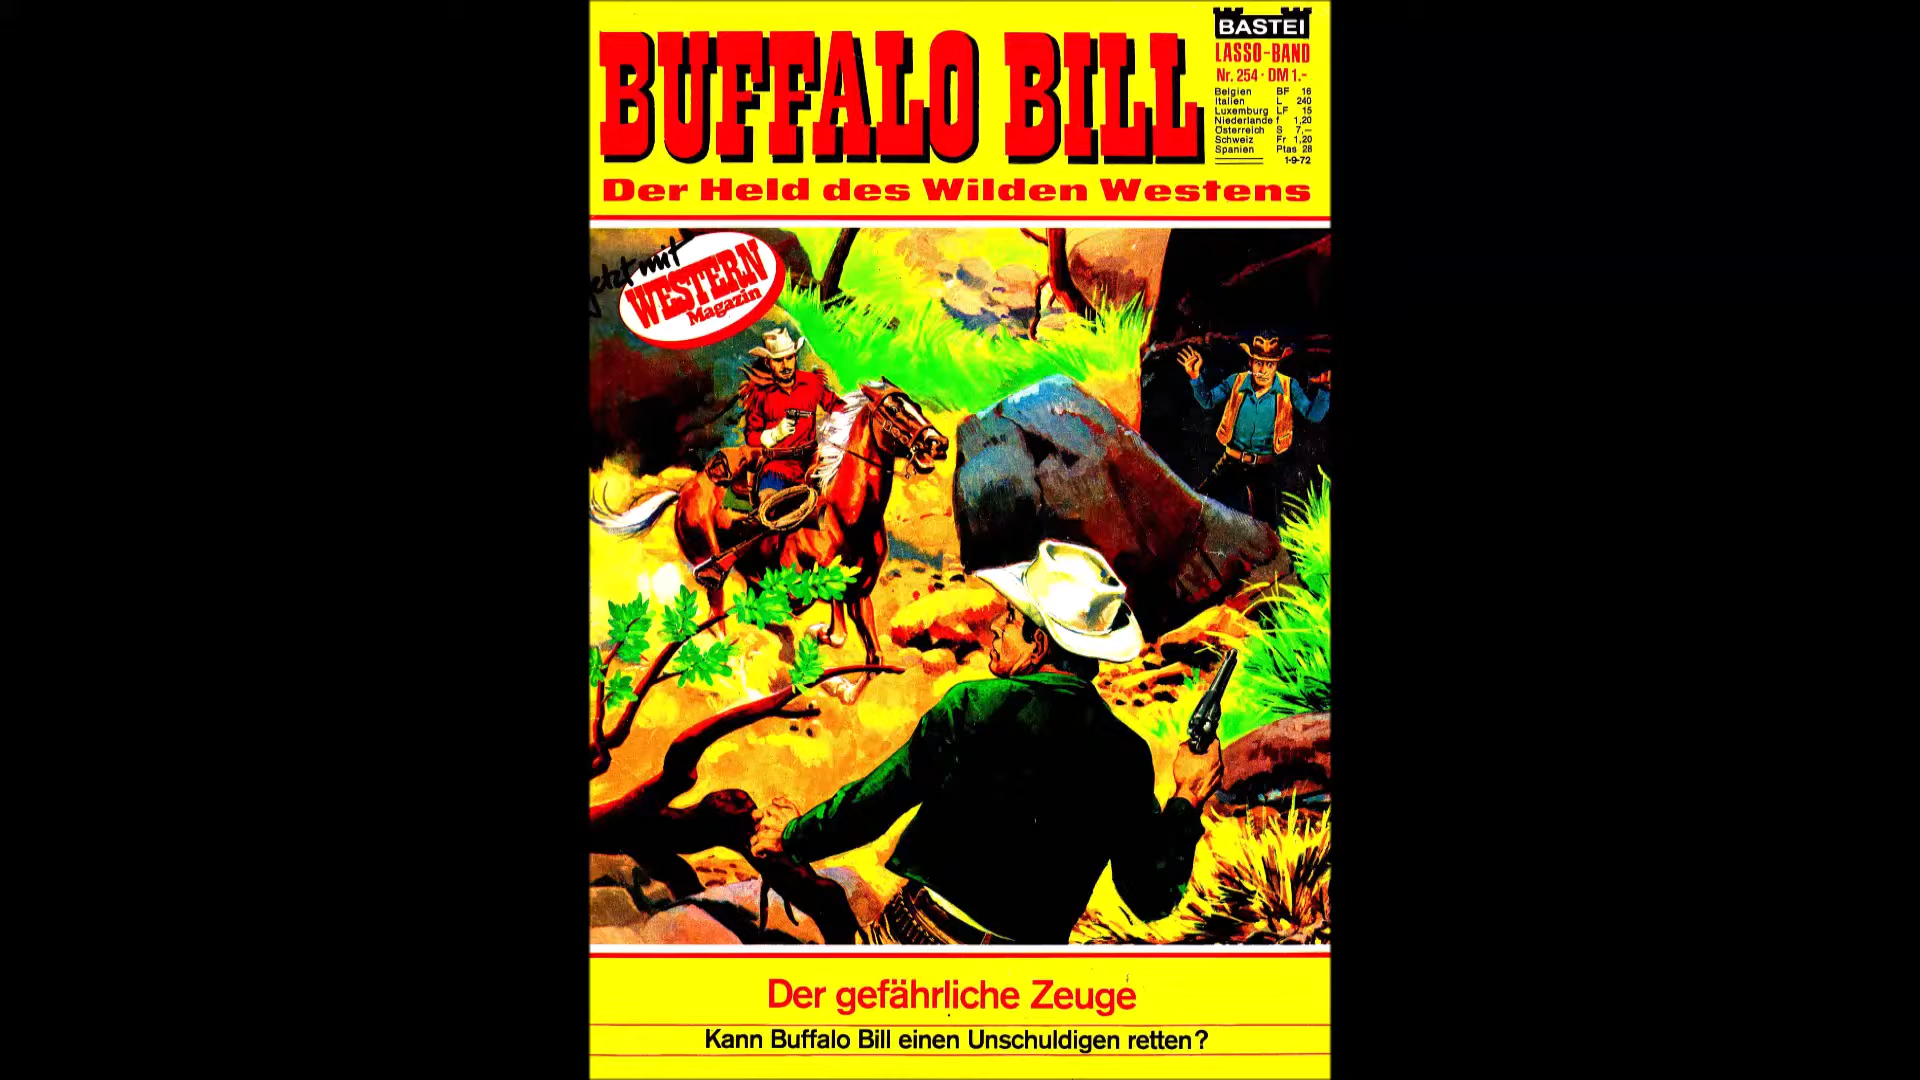 BASTEI
BUFFALO BILL
LASSO-BAND
Nr. 254 · DM 1.-
Belgien BF 16
Italien L 240
Luxemburg LF 15
Niederlande f 1,20
Österreich S 7,–
Schweiz Fr 1,20
Spanien Ptas 28
1-9-72
Der Held des Wilden Westens
jetzt mit
WESTERN
Magazin
Der gefährliche Zeuge
Kann Buffalo Bill einen Unschuldigen retten?